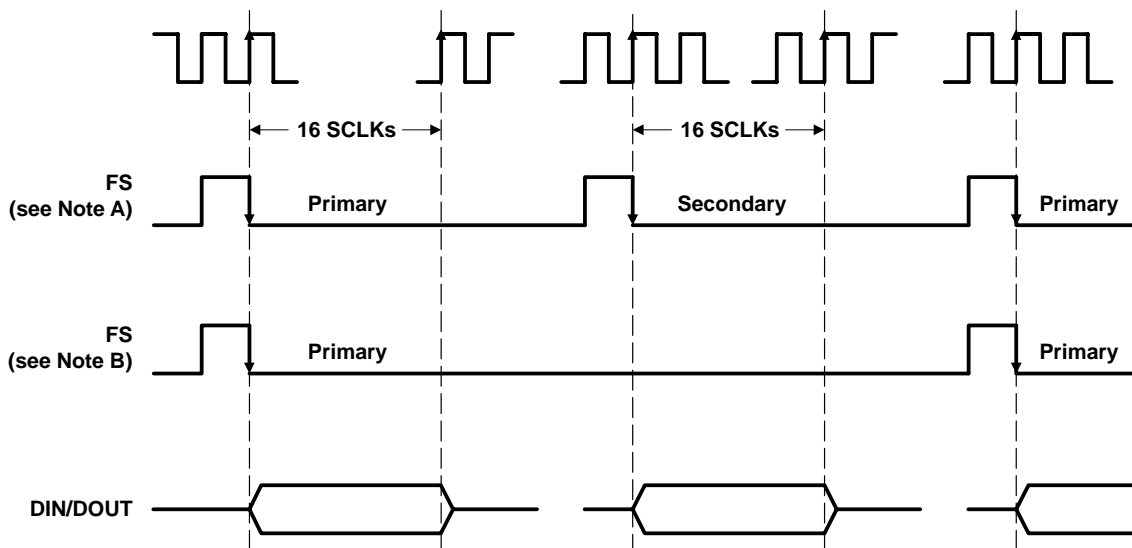 16 SCLKs
16 SCLKs
FS
(see Note A)
Primary
Secondary
Primary
FS
(see Note B)
Primary
Primary
DIN/DOUT